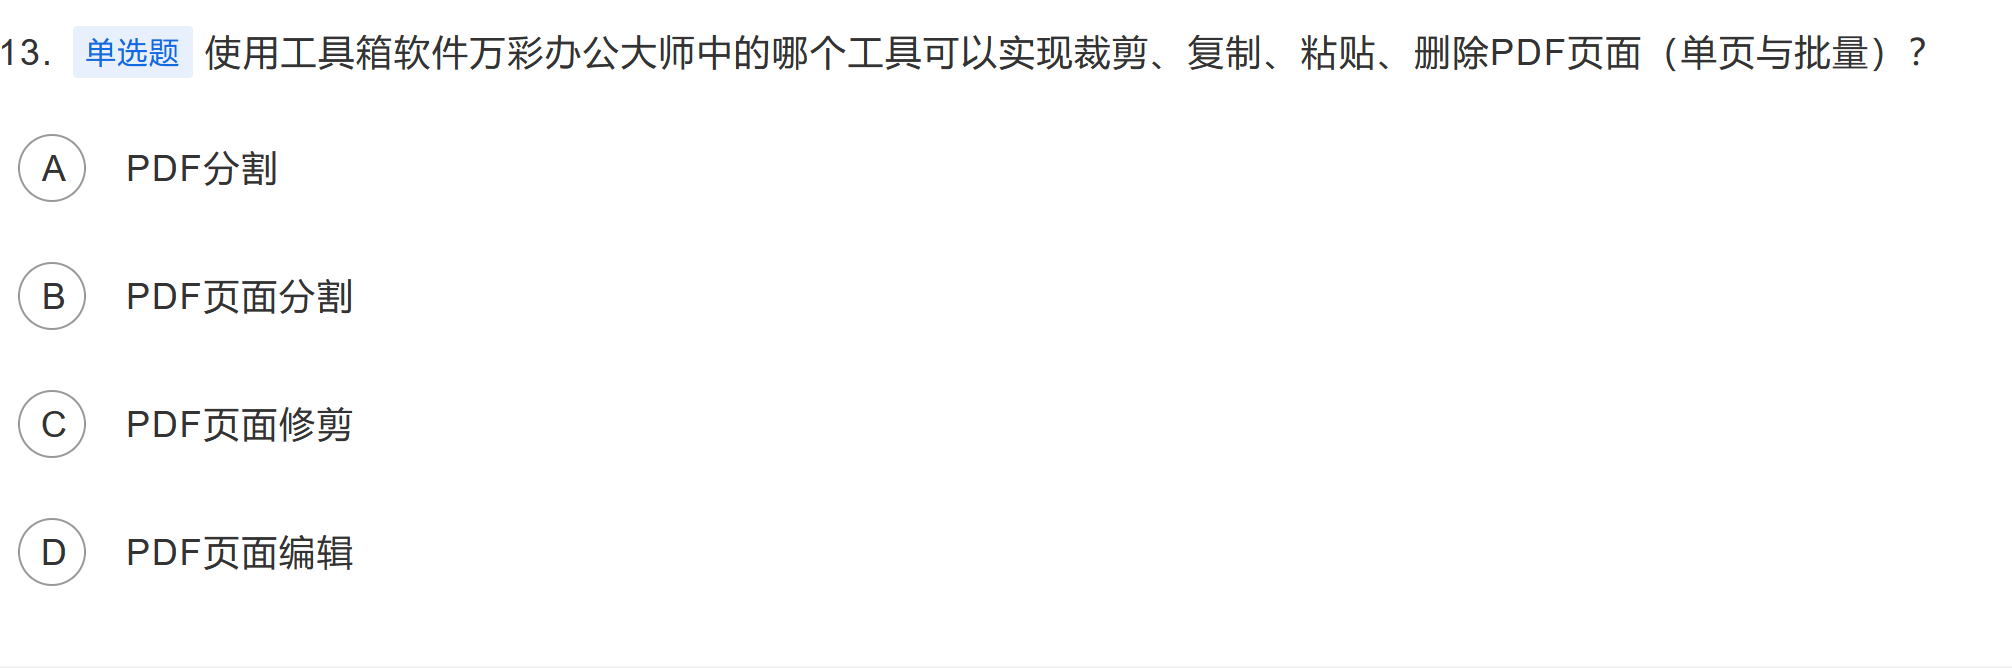 13. 单选题 使用工具箱软件万彩办公大师中的哪个工具可以实现裁剪、复制、粘贴、删除PDF页面（单页与批量）?
A PDF分割
B PDF页面分割
C PDF页面修剪
D PDF页面编辑